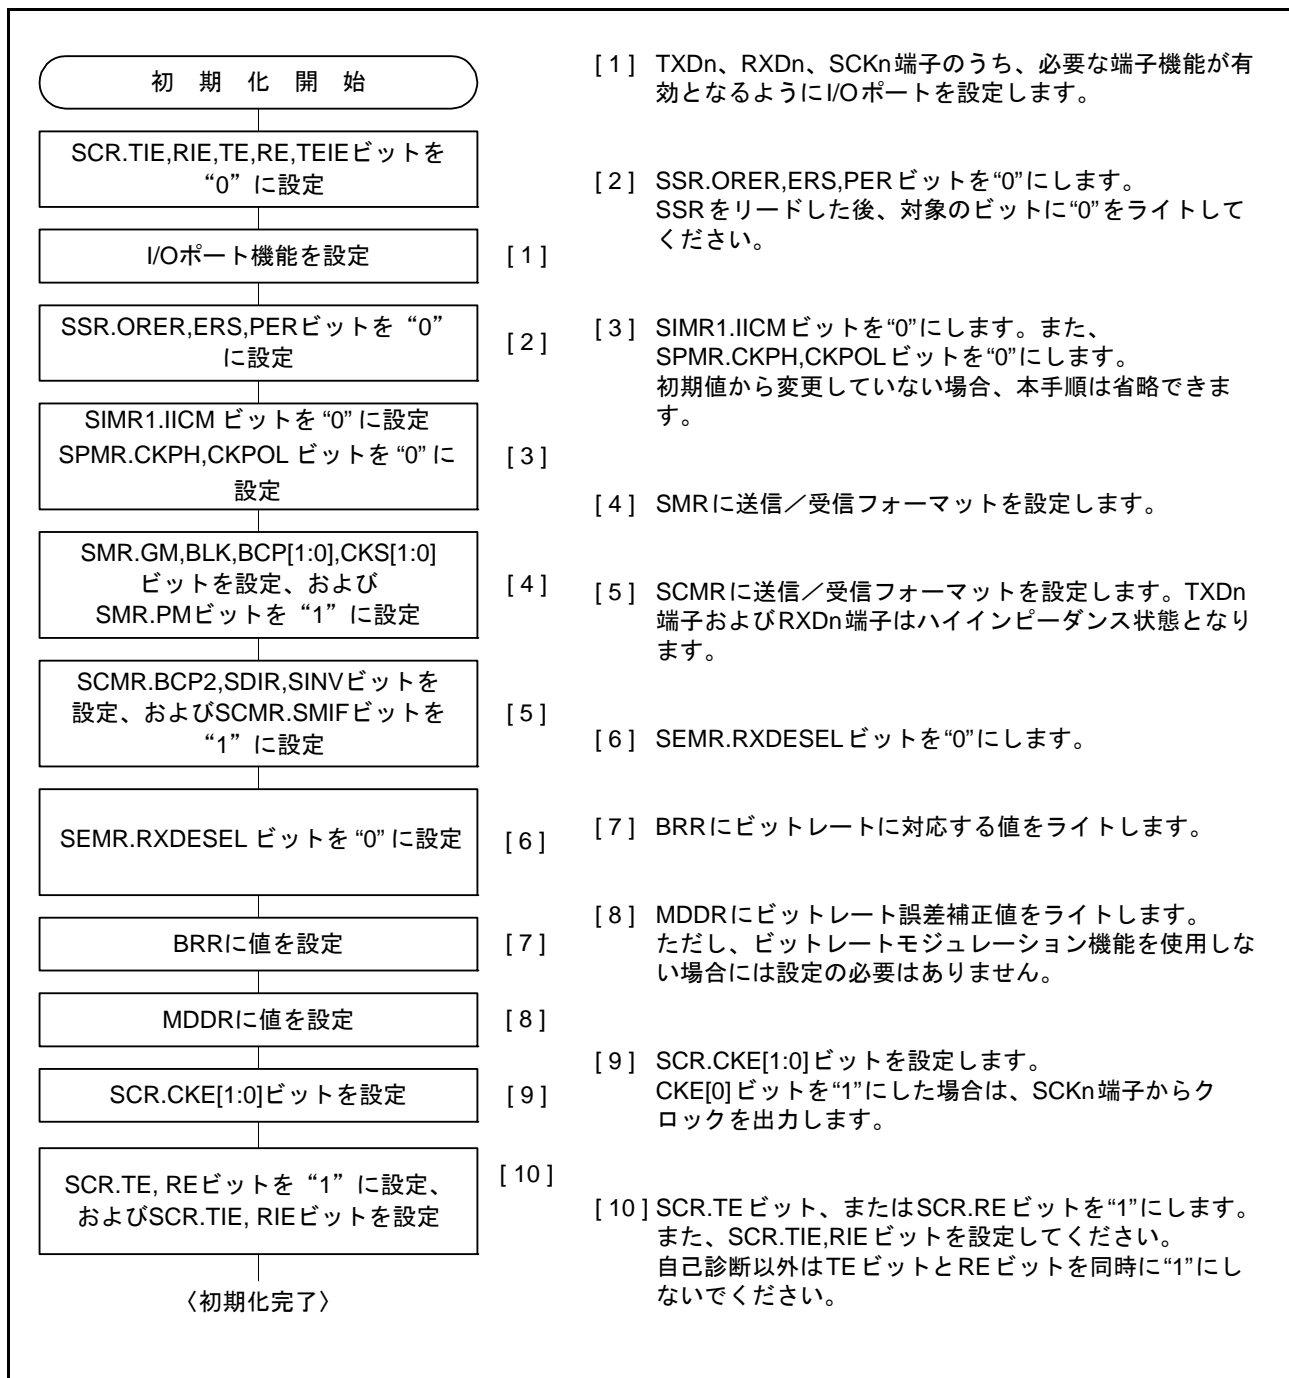 初 期 化 開 始
SCR.TIE,RIE,TE,RE,TEIEビットを
“0”に設定
I/Oポート機能を設定
[ 1 ]
SSR.ORER,ERS,PERビットを“0”
に設定
[ 2 ]
SIMR1.IICM ビットを “0” に設定
SPMR.CKPH,CKPOL ビットを “0” に
設定
[ 3 ]
SMR.GM,BLK,BCP[1:0],CKS[1:0]
ビットを設定、および
SMR.PMビットを“1”に設定
[ 4 ]
SCMR.BCP2,SDIR,SINVビットを
設定、およびSCMR.SMIFビットを
“1”に設定
[ 5 ]
SEMR.RXDESEL ビットを “0” に設定
[ 6 ]
BRRに値を設定
[ 7 ]
MDDRに値を設定
[ 8 ]
SCR.CKE[1:0]ビットを設定
[ 9 ]
SCR.TE, REビットを“1”に設定、
およびSCR.TIE, RIEビットを設定
[ 10 ]
〈初期化完了〉
[ 1 ] TXDn、RXDn、SCKn端子のうち、必要な端子機能が有
効となるようにI/Oポートを設定します。
[ 2 ] SSR.ORER,ERS,PERビットを“0”にします。
SSRをリードした後、対象のビットに“0”をライトして
ください。
[ 3 ] SIMR1.IICMビットを“0”にします。また、
SPMR.CKPH,CKPOLビットを“0”にします。
初期値から変更していない場合、本手順は省略できま
す。
[ 4 ] SMRに送信／受信フォーマットを設定します。
[ 5 ] SCMRに送信／受信フォーマットを設定します。TXDn
端子およびRXDn端子はハイインピーダンス状態となり
ます。
[ 6 ] SEMR.RXDESELビットを“0”にします。
[ 7 ] BRRにビットレートに対応する値をライトします。
[ 8 ] MDDRにビットレート誤差補正値をライトします。
ただし、ビットレートモジュレーション機能を使用しな
い場合には設定の必要はありません。
[ 9 ] SCR.CKE[1:0]ビットを設定します。
CKE[0]ビットを“1”にした場合は、SCKn端子からク
ロックを出力します。
[ 10 ] SCR.TEビット、またはSCR.REビットを“1”にします。
また、SCR.TIE,RIEビットを設定してください。
自己診断以外はTEビットとREビットを同時に“1”にし
ないでください。